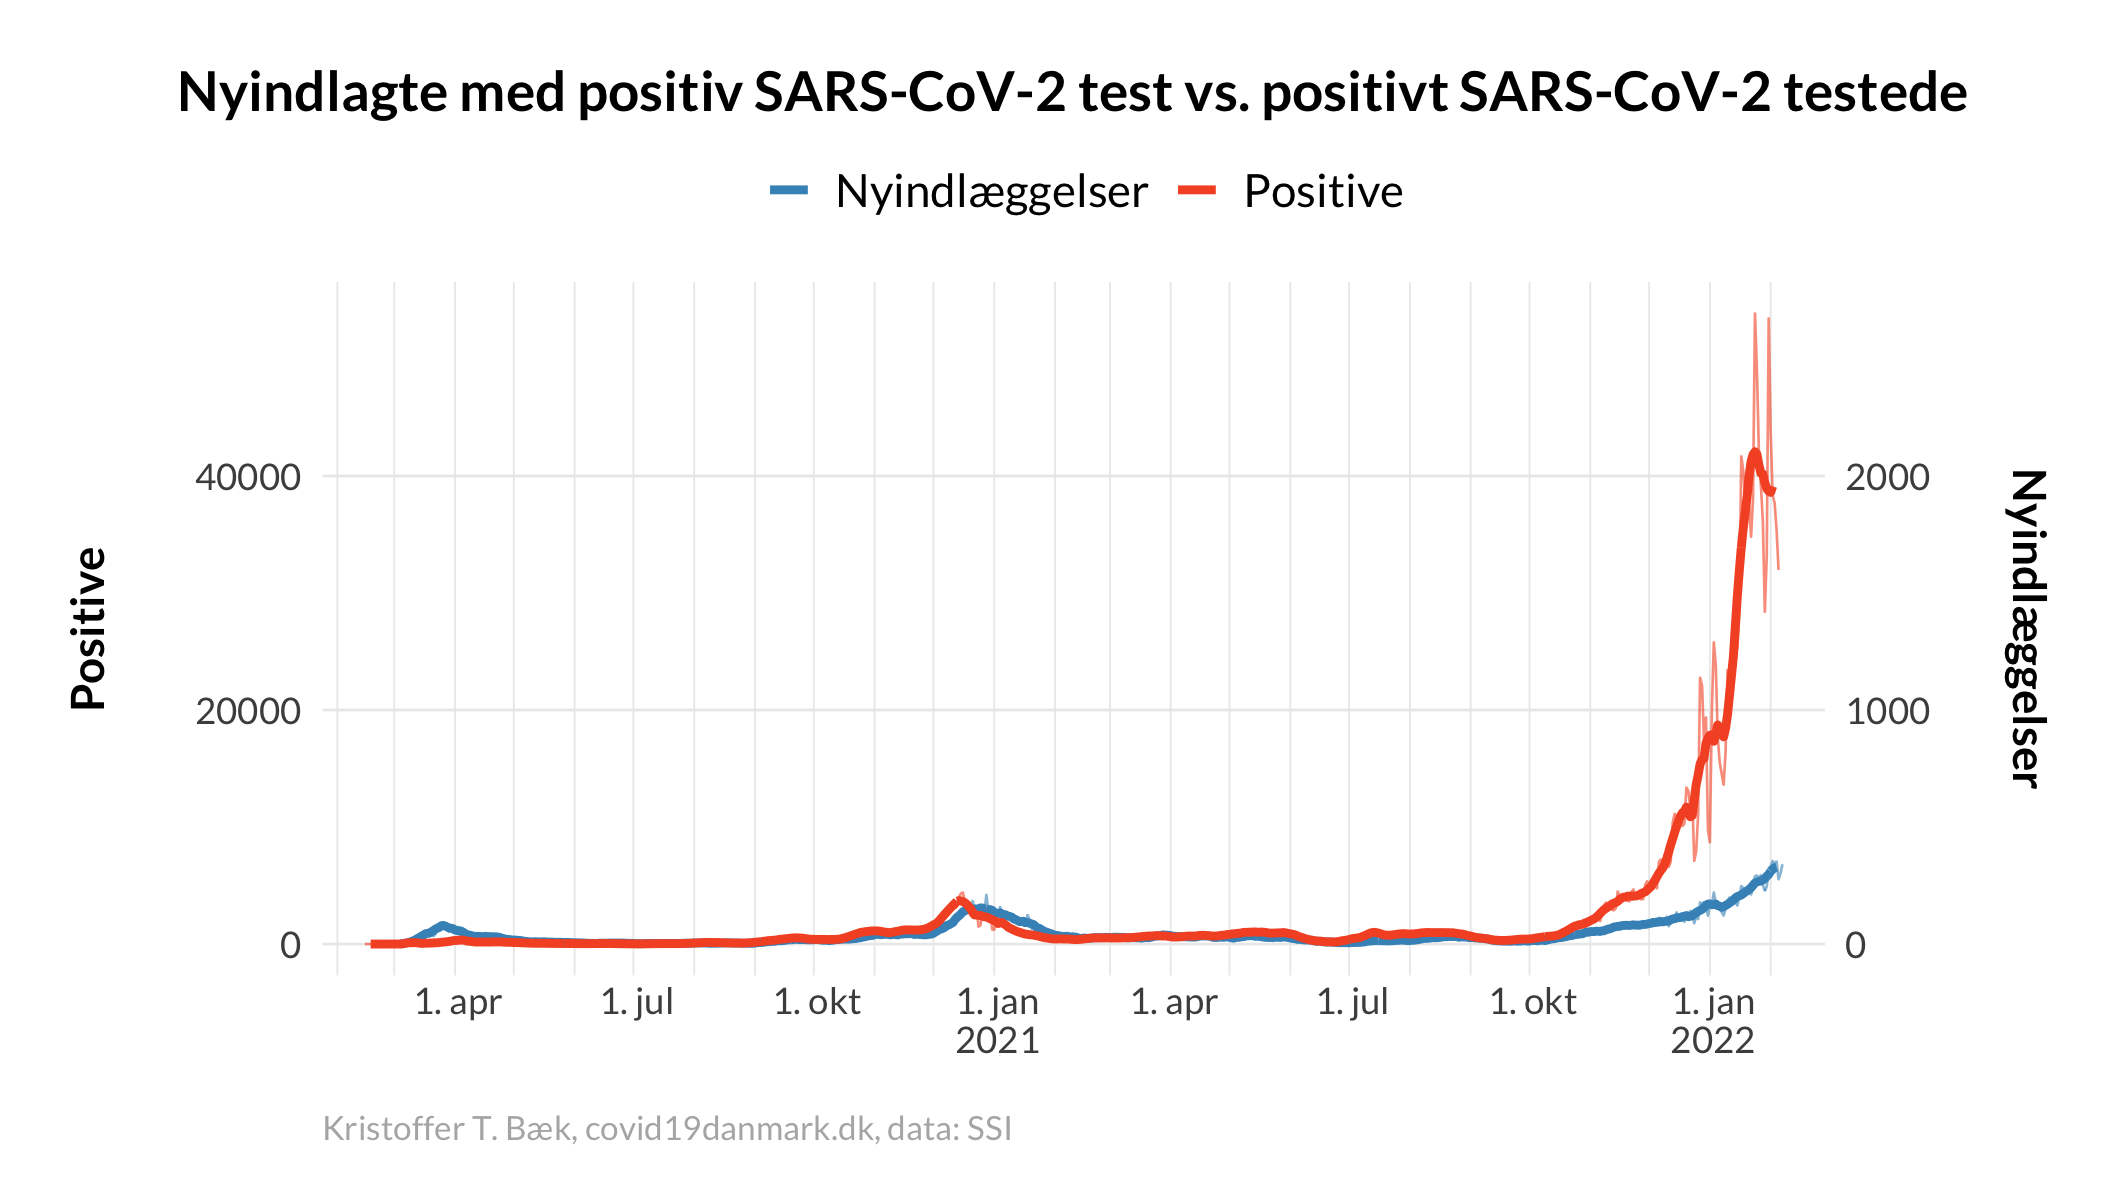 Nyindlagte med positiv SARS-CoV-2 test vs. positivt SARS-CoV-2 testede
Nyindlæggelser Positive
40000
20000
0
Positive
2000
1000
0
Nyindlæggelser
1. apr 1. jul 1. okt 1. jan 1. apr 1. jul 1. okt 1. jan
2021 2022
Kristoffer T. Bæk, covid19danmark.dk, data: SSI